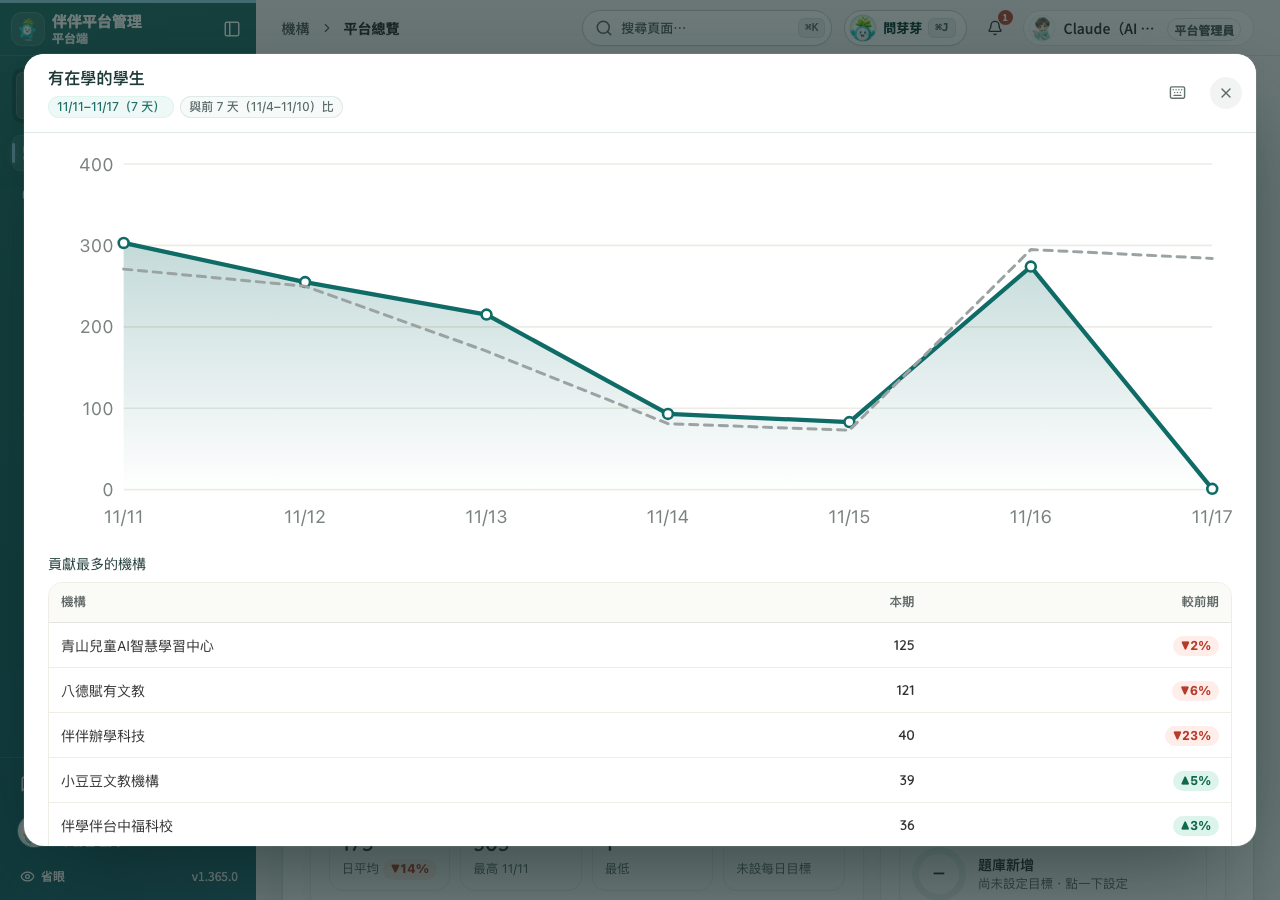 伴伴平台管理
平台端
機構 > 平台總覽
搜尋頁面… ⌘K
問芽芽 ⌘J
1
Claude（AI …
平台管理員
有在學的學生
11/11–11/17（7 天）
與前 7 天（11/4–11/10）比
400
300
200
100
0
11/11 11/12 11/13 11/14 11/15 11/16 11/17
貢獻最多的機構
機構 本期 較前期
青山兒童AI智慧學習中心 125 ▼2%
八德賦有文教 121 ▼6%
伴伴辦學科技 40 ▼23%
小豆豆文教機構 39 ▲5%
伴學伴台中福科校 36 ▲3%
日平均 ▼14%
最高 11/11
最低
未設每日目標
題庫新增
尚未設定目標・點一下設定
省眼 v1.365.0